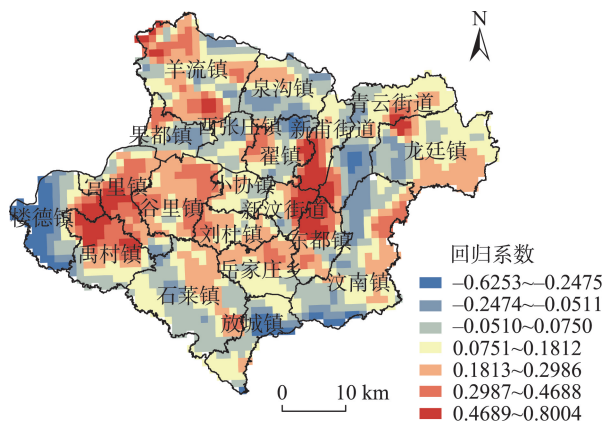 N
羊流镇
泉沟镇
青云街道
果都镇
西张庄镇
新甫街道
翟镇
龙廷镇
宫里镇
小协镇
楼德镇
谷里镇
新汶街道
刘杜镇
东都镇
禹村镇
岳家庄乡
汶南镇
石莱镇
放城镇
回归系数
–0.6253~–0.2475
–0.2474~–0.0511
–0.0510~0.0750
0.0751~0.1812
0.1813~0.2986
0.2987~0.4688
0.4689~0.8004
0 10 km